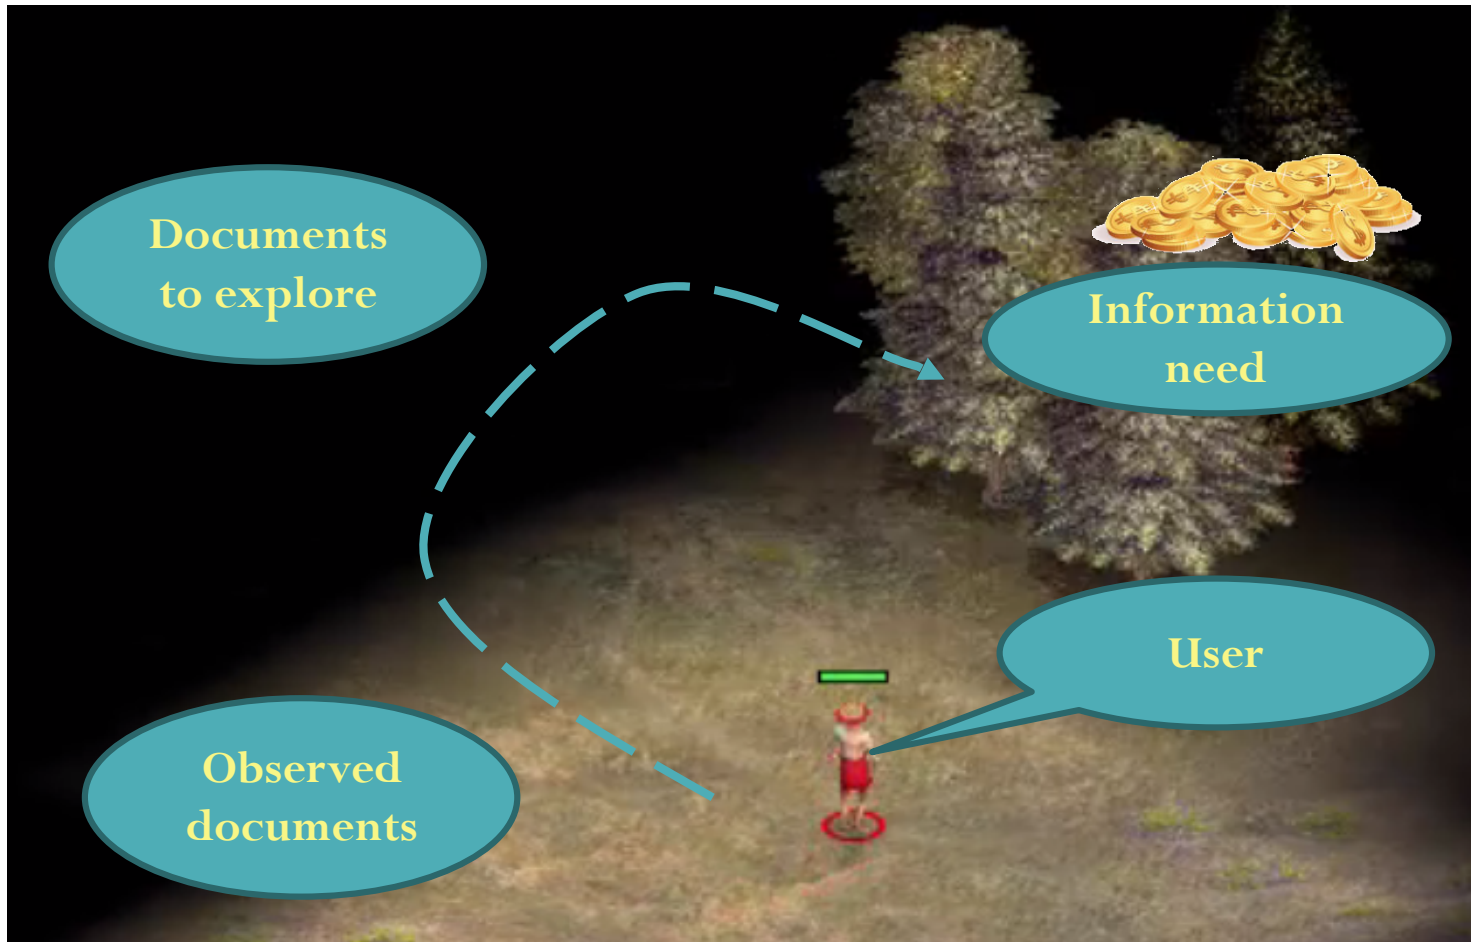 Documents
to explore
Information
need
User
Observed
documents